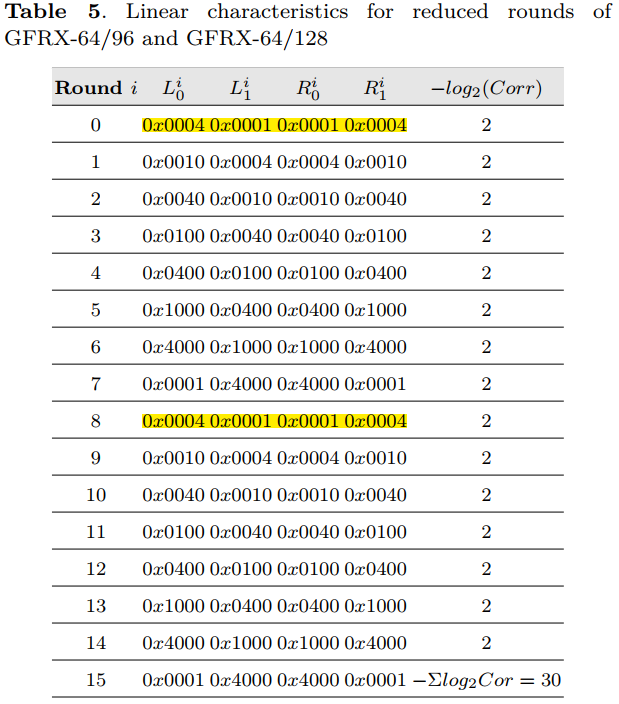 Table 5. Linear characteristics for reduced rounds of
GFRX-64/96 and GFRX-64/128
Round i L_0^i L_1^i R_0^i R_1^i −log₂(Corr)
0 0x0004 0x0001 0x0001 0x0004 2
1 0x0010 0x0004 0x0004 0x0010 2
2 0x0040 0x0010 0x0010 0x0040 2
3 0x0100 0x0040 0x0040 0x0100 2
4 0x0400 0x0100 0x0100 0x0400 2
5 0x1000 0x0400 0x0400 0x1000 2
6 0x4000 0x1000 0x1000 0x4000 2
7 0x0001 0x4000 0x4000 0x0001 2
8 0x0004 0x0001 0x0001 0x0004 2
9 0x0010 0x0004 0x0004 0x0010 2
10 0x0040 0x0010 0x0010 0x0040 2
11 0x0100 0x0040 0x0040 0x0100 2
12 0x0400 0x0100 0x0100 0x0400 2
13 0x1000 0x0400 0x0400 0x1000 2
14 0x4000 0x1000 0x1000 0x4000 2
15 0x0001 0x4000 0x4000 0x0001 −Σlog₂Cor = 30